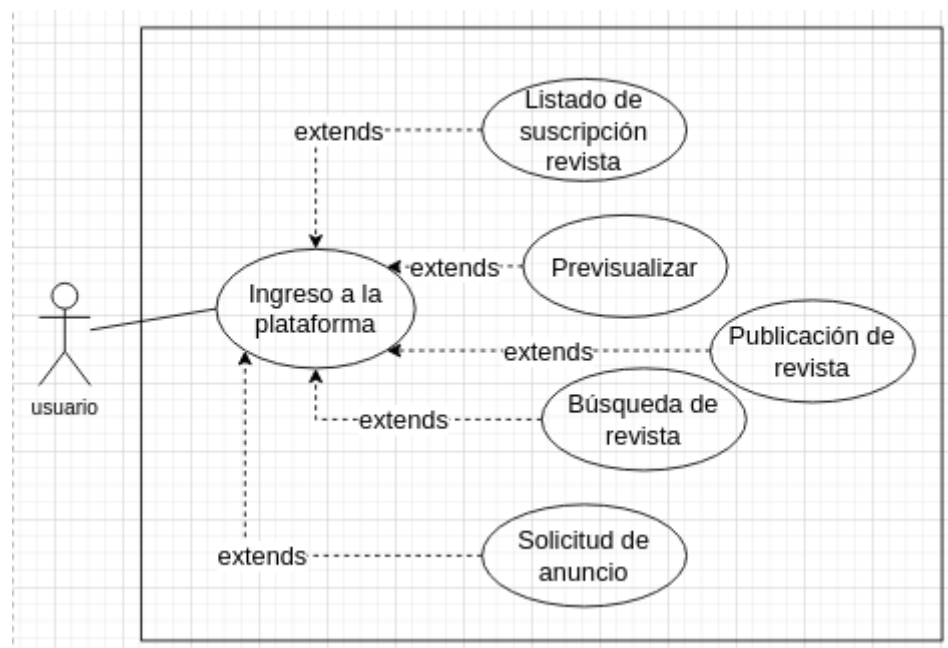 Listado de
suscripción
revista
extends
Previsualizar
extends
Ingreso a la
plataforma
Publicación de
revista
extends
Búsqueda de
revista
extends
usuario
Solicitud de
anuncio
extends